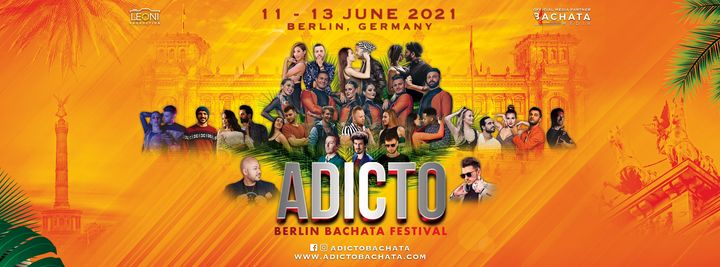 LEONI
11 - 13 JUNE 2021
BERLIN, GERMANY
OFFICIAL MEDIA PARTNER
BACHATA
ADICTO
BERLIN BACHATA FESTIVAL
ADICTOBACHATA
WWW.ADICTOBACHATA.COM